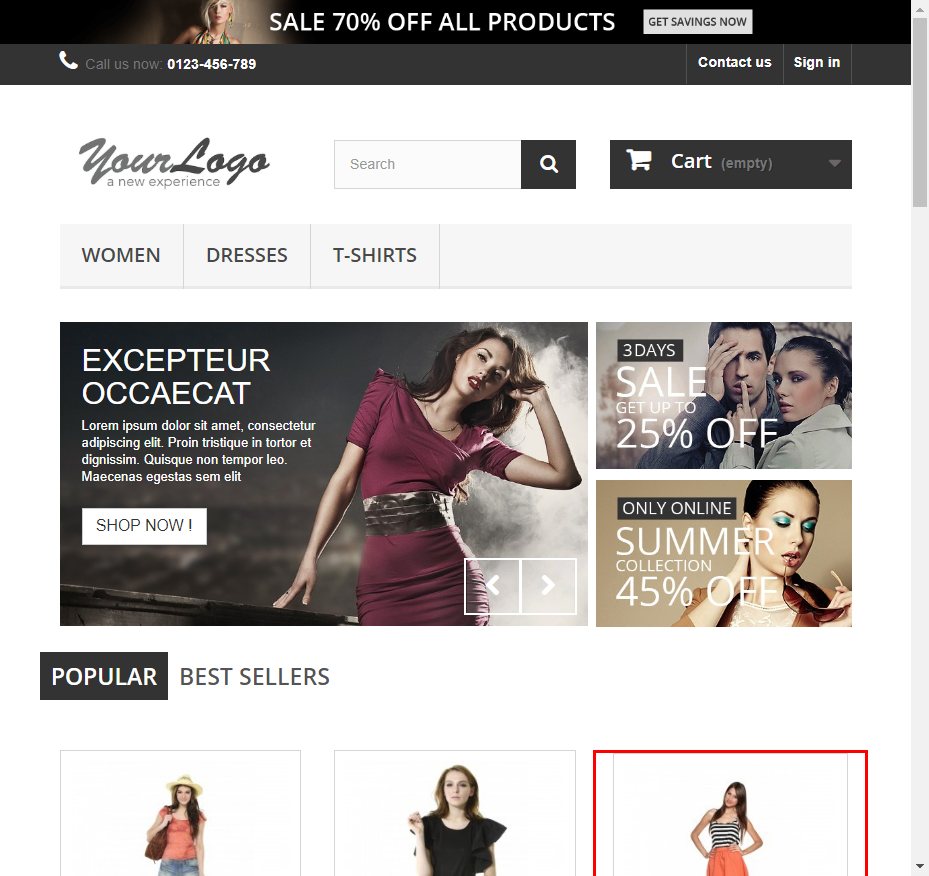 SALE 70% OFF ALL PRODUCTS GET SAVINGS NOW
Call us now: 0123-456-789 Contact us Sign in
YourLogo
a new experience
Search
Cart (empty)
WOMEN DRESSES T-SHIRTS
EXCEPTEUR
OCCAECAT
Lorem ipsum dolor sit amet, consectetur
adipiscing elit. Proin tristique in tortor et
dignissim. Quisque non tempor leo.
Maecenas egestas sem elit
SHOP NOW !
3DAYS
SALE
GET UP TO
25% OFF
ONLY ONLINE
SUMMER
COLLECTION
45% OFF
POPULAR BEST SELLERS